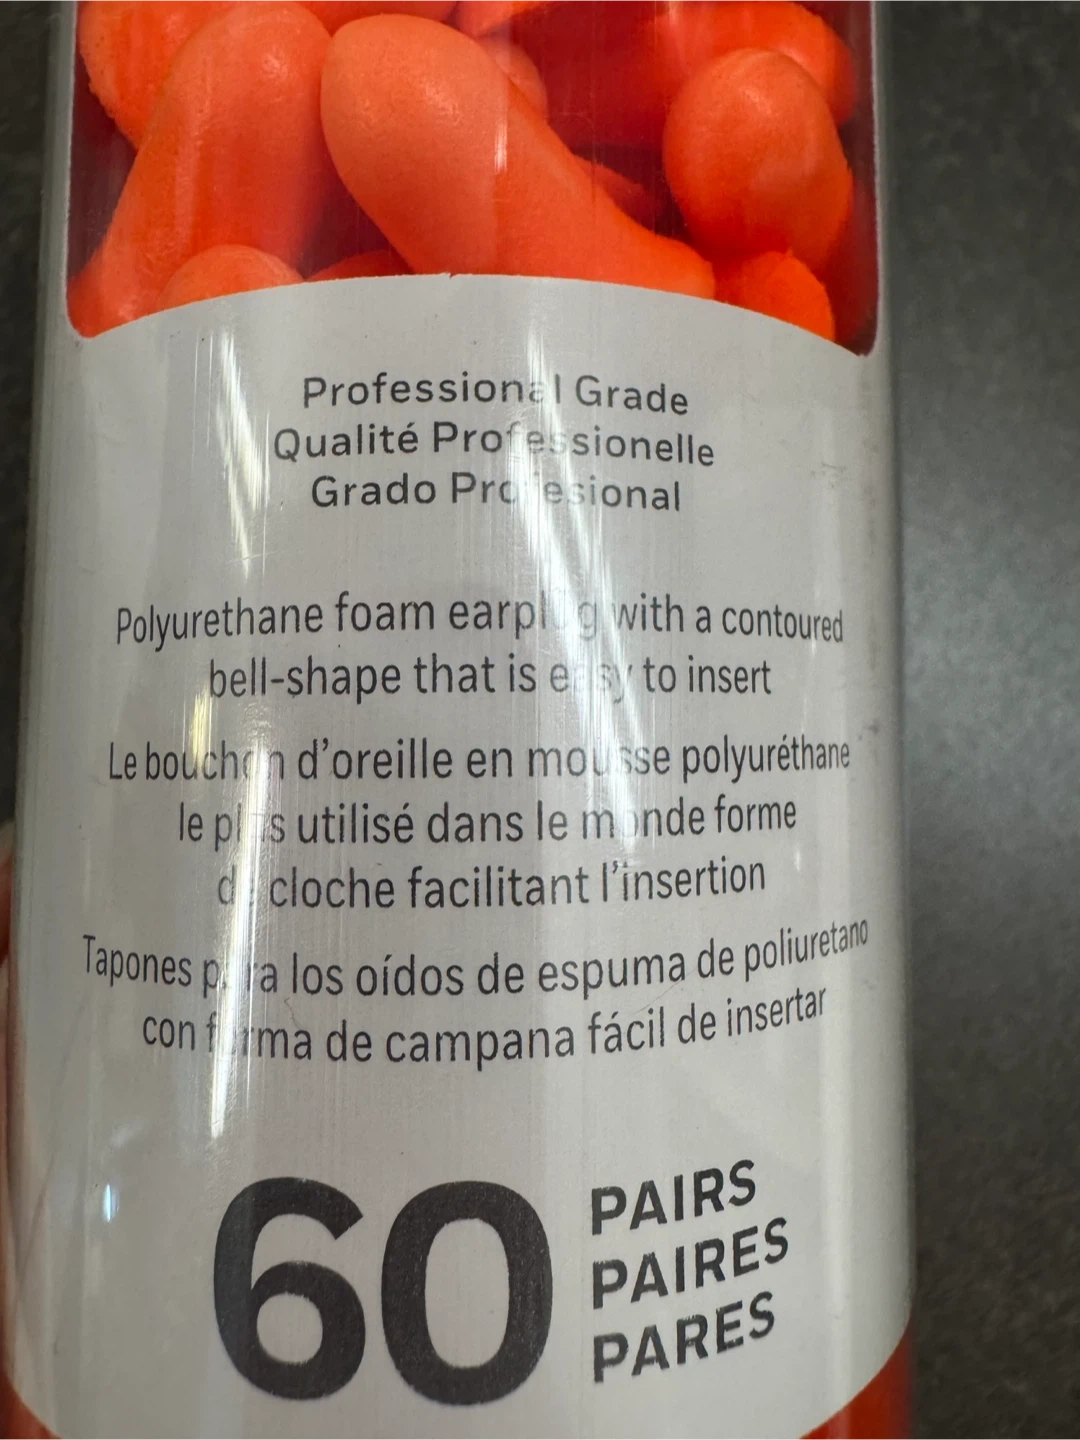 Professional Grade
Qualité Professionelle
Grado Profesional
Polyurethane foam earplug with a contoured
bell-shape that is easy to insert
Le bouchon d'oreille en mousse polyuréthane
le plus utilisé dans le monde forme
de cloche facilitant l'insertion
Tapones para los oídos de espuma de poliuretano
con forma de campana fácil de insertar
60
PAIRS
PAIRES
PARES